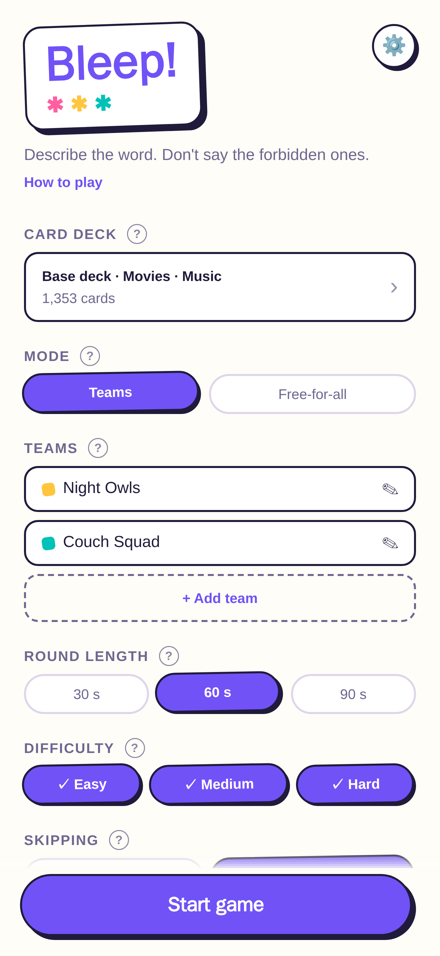 Bleep!
***
Describe the word. Don't say the forbidden ones.
How to play
CARD DECK ?
Base deck · Movies · Music
1,353 cards
MODE ?
Teams
Free-for-all
TEAMS ?
Night Owls
Couch Squad
+ Add team
ROUND LENGTH ?
30 s
60 s
90 s
DIFFICULTY ?
✓ Easy
✓ Medium
✓ Hard
SKIPPING ?
Start game